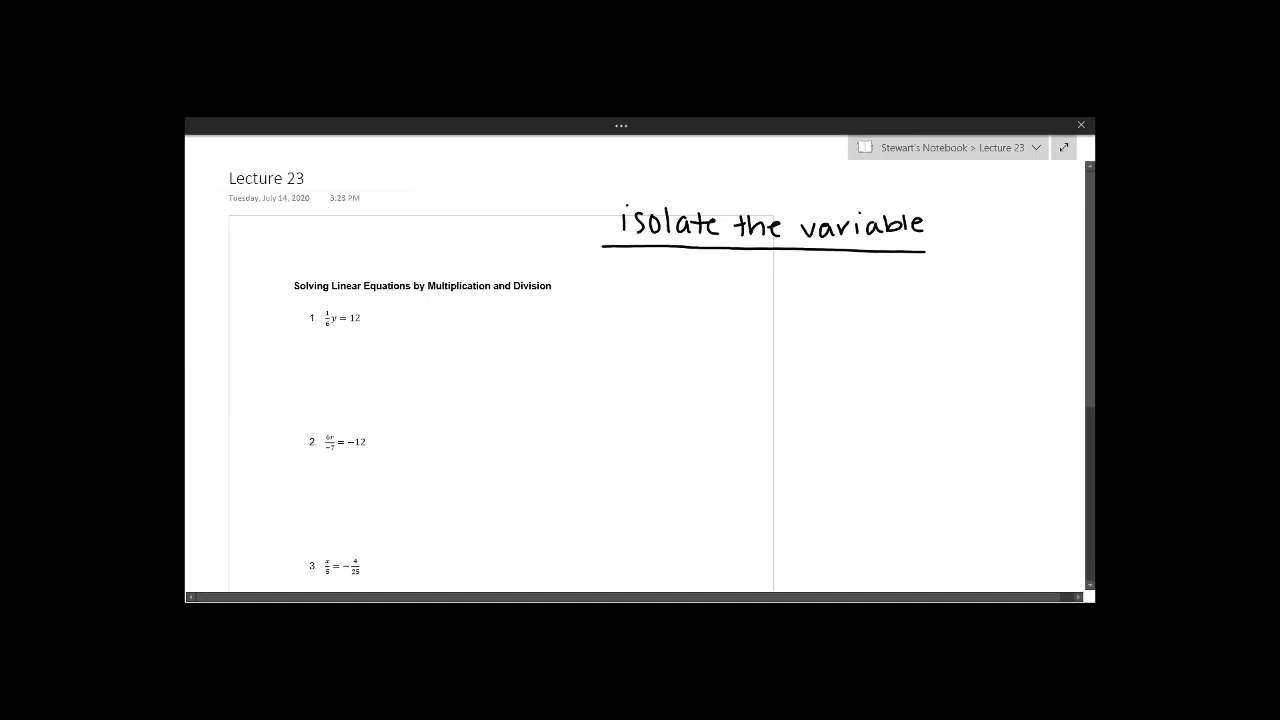 Stewart's Notebook > Lecture 23
Lecture 23
Tuesday, July 14, 2020 3:23 PM
isolate the variable
Solving Linear Equations by Multiplication and Division
1. 1/6 y = 12
2. 6r/-7 = -12
3. x/5 = -4/25